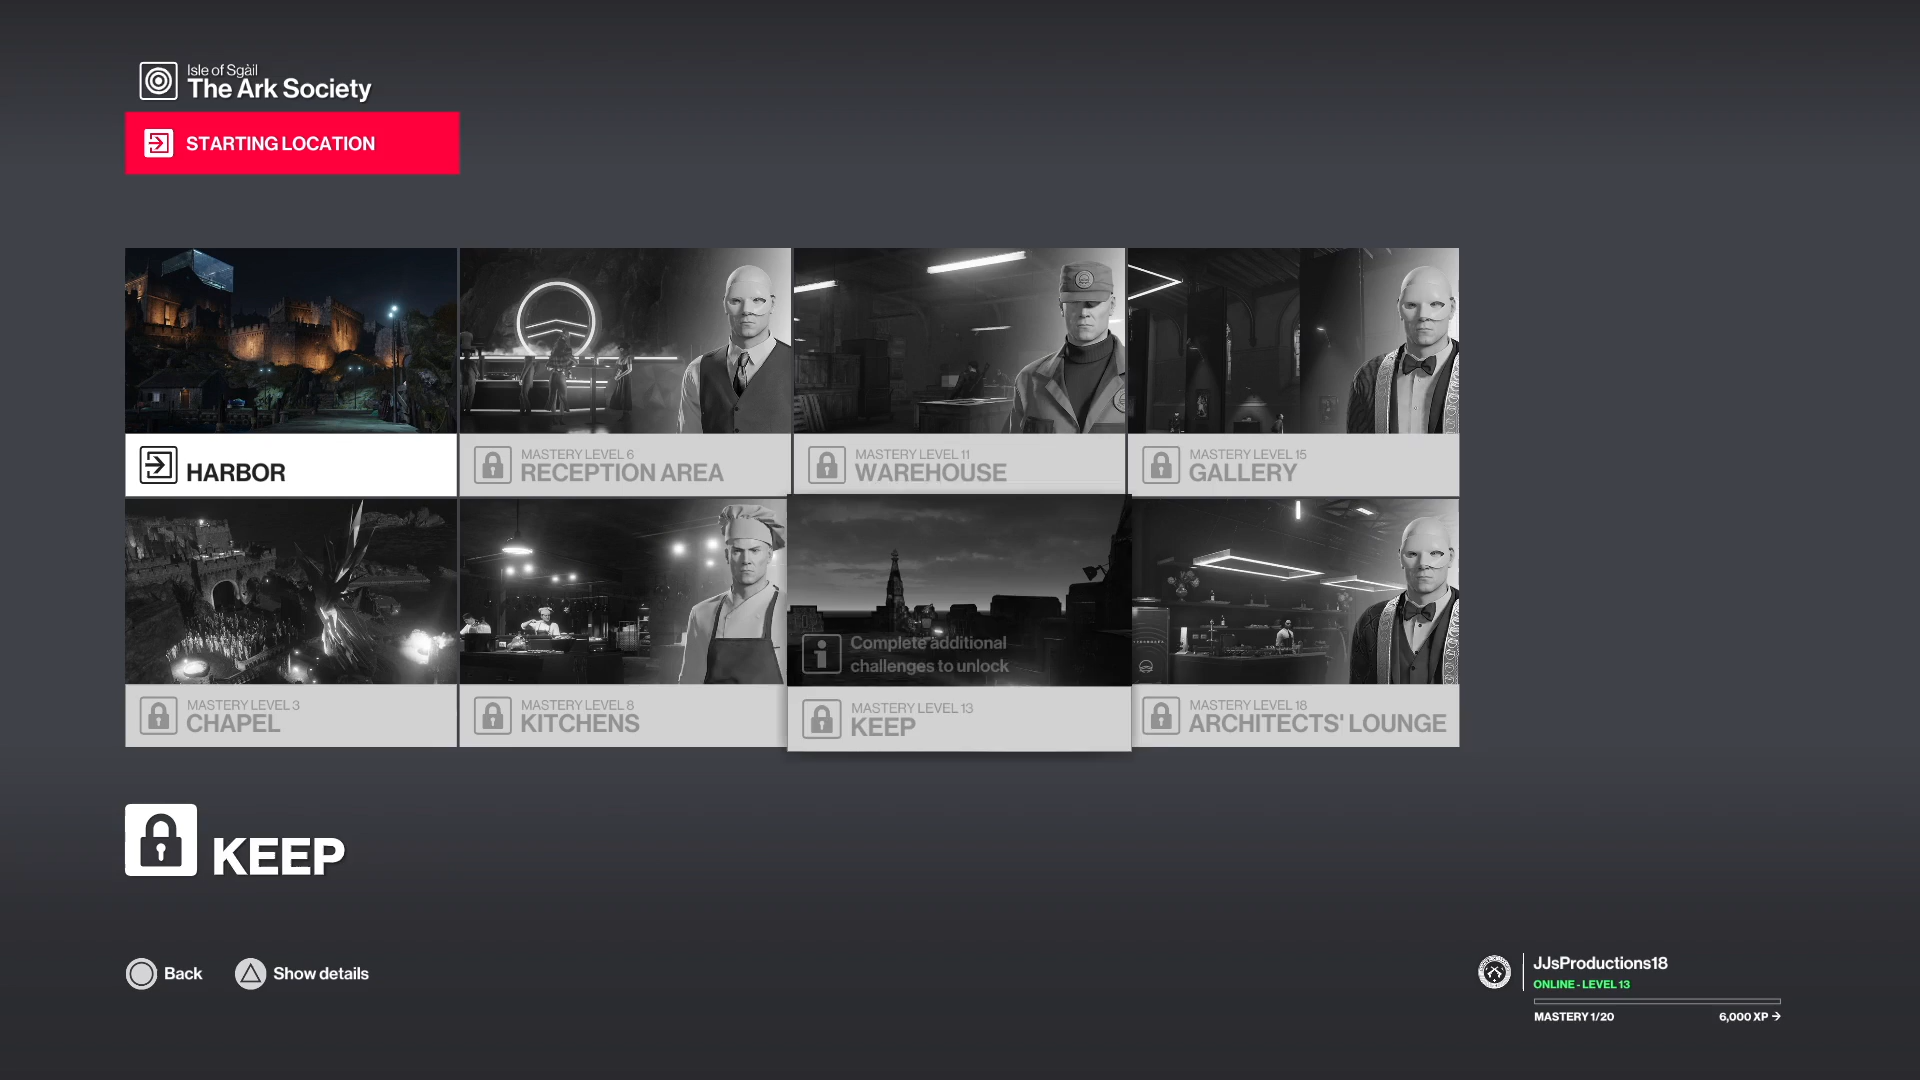 Isle of Sgàil
The Ark Society
STARTING LOCATION
HARBOR
MASTERY LEVEL 6
RECEPTION AREA
MASTERY LEVEL 11
WAREHOUSE
MASTERY LEVEL 15
GALLERY
MASTERY LEVEL 3
CHAPEL
MASTERY LEVEL 8
KITCHENS
Complete additional
challenges to unlock
MASTERY LEVEL 13
KEEP
MASTERY LEVEL 18
ARCHITECTS' LOUNGE
KEEP
Back
Show details
JJsProductions18
ONLINE - LEVEL 13
MASTERY 1/20
6,000 XP →